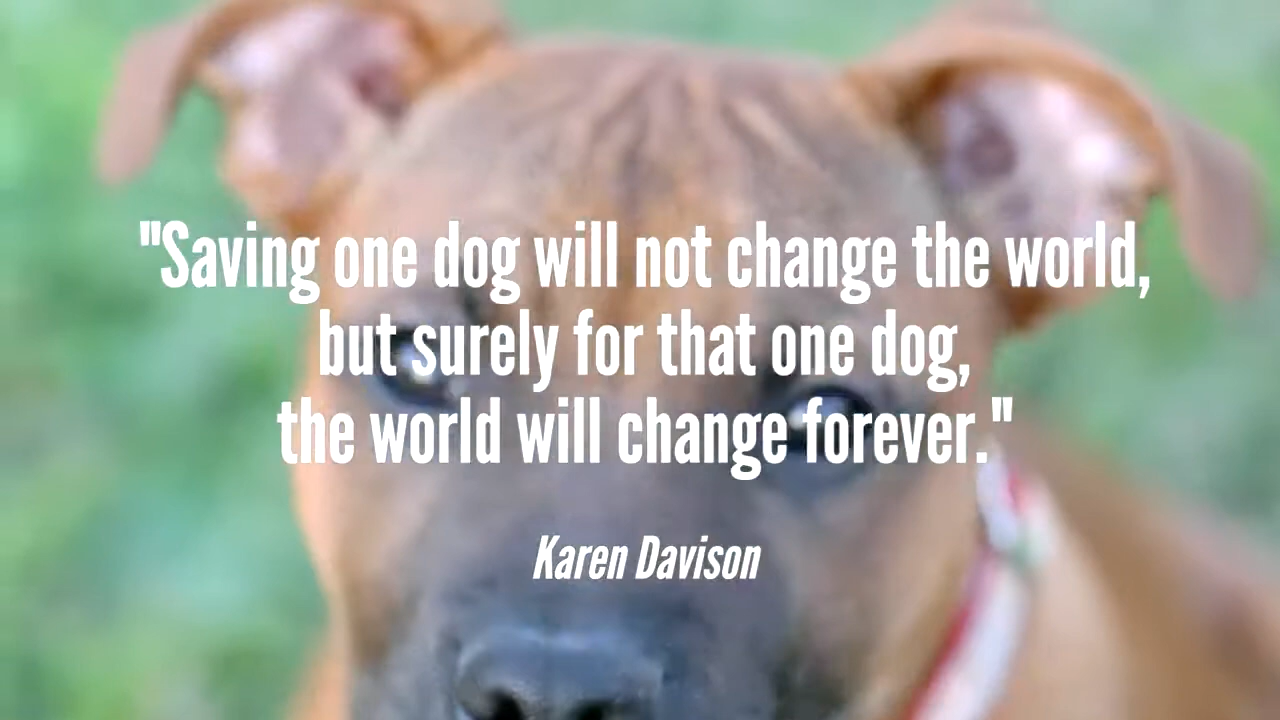 "Saving one dog will not change the world,
but surely for that one dog,
the world will change forever."
Karen Davison